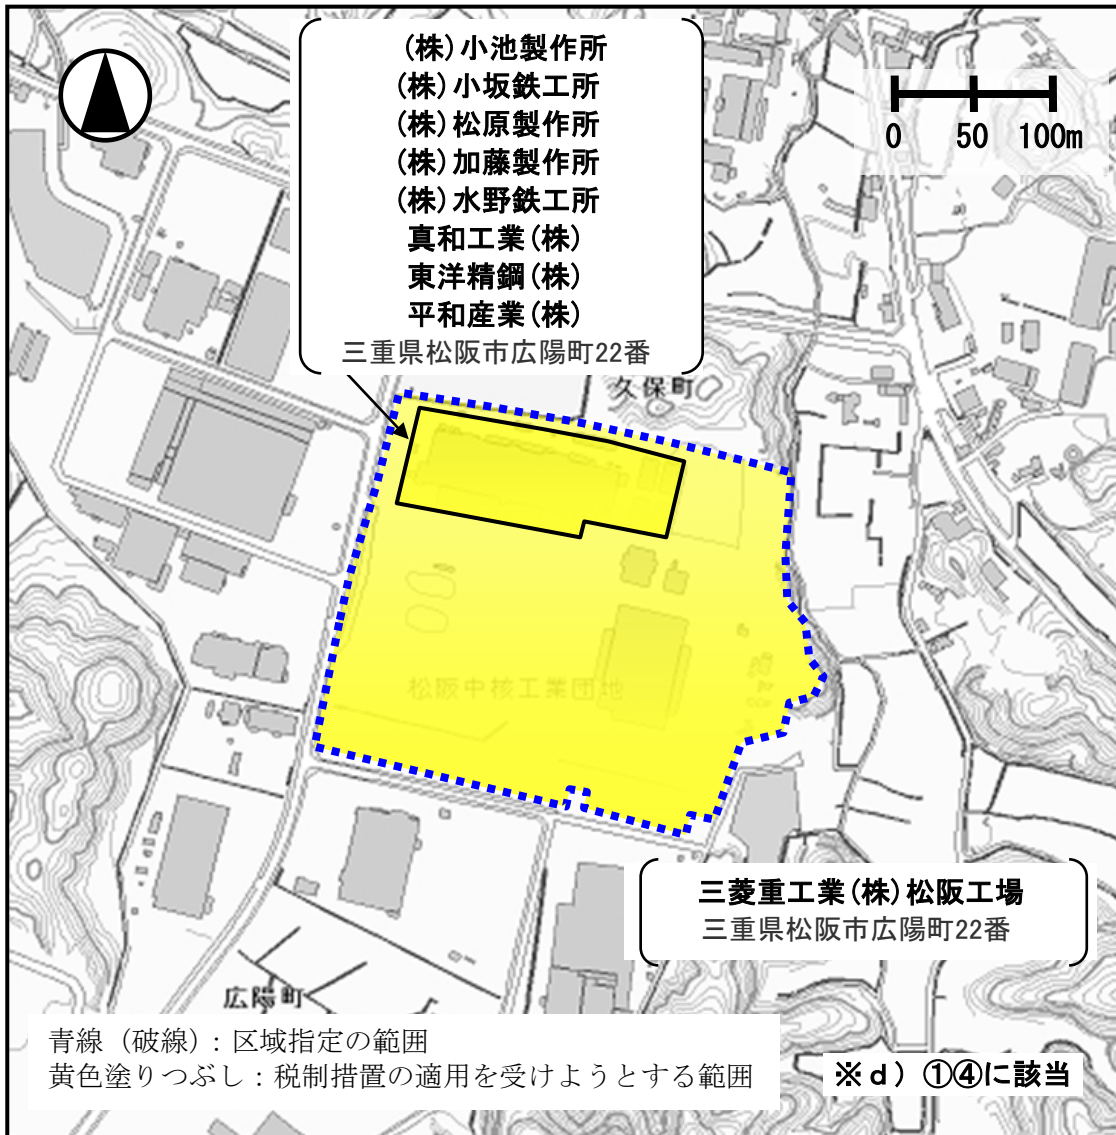 (株)小池製作所
(株)小坂鉄工所
(株)松原製作所
(株)加藤製作所
(株)水野鉄工所
真和工業(株)
東洋精鋼(株)
平和産業(株)
三重県松阪市広陽町22番
0 50 100m
久保町
松阪中核工業団地
三菱重工業(株)松阪工場
三重県松阪市広陽町22番
広陽町
青線（破線）：区域指定の範囲
黄色塗りつぶし：税制措置の適用を受けようとする範囲
※ｄ）①④に該当